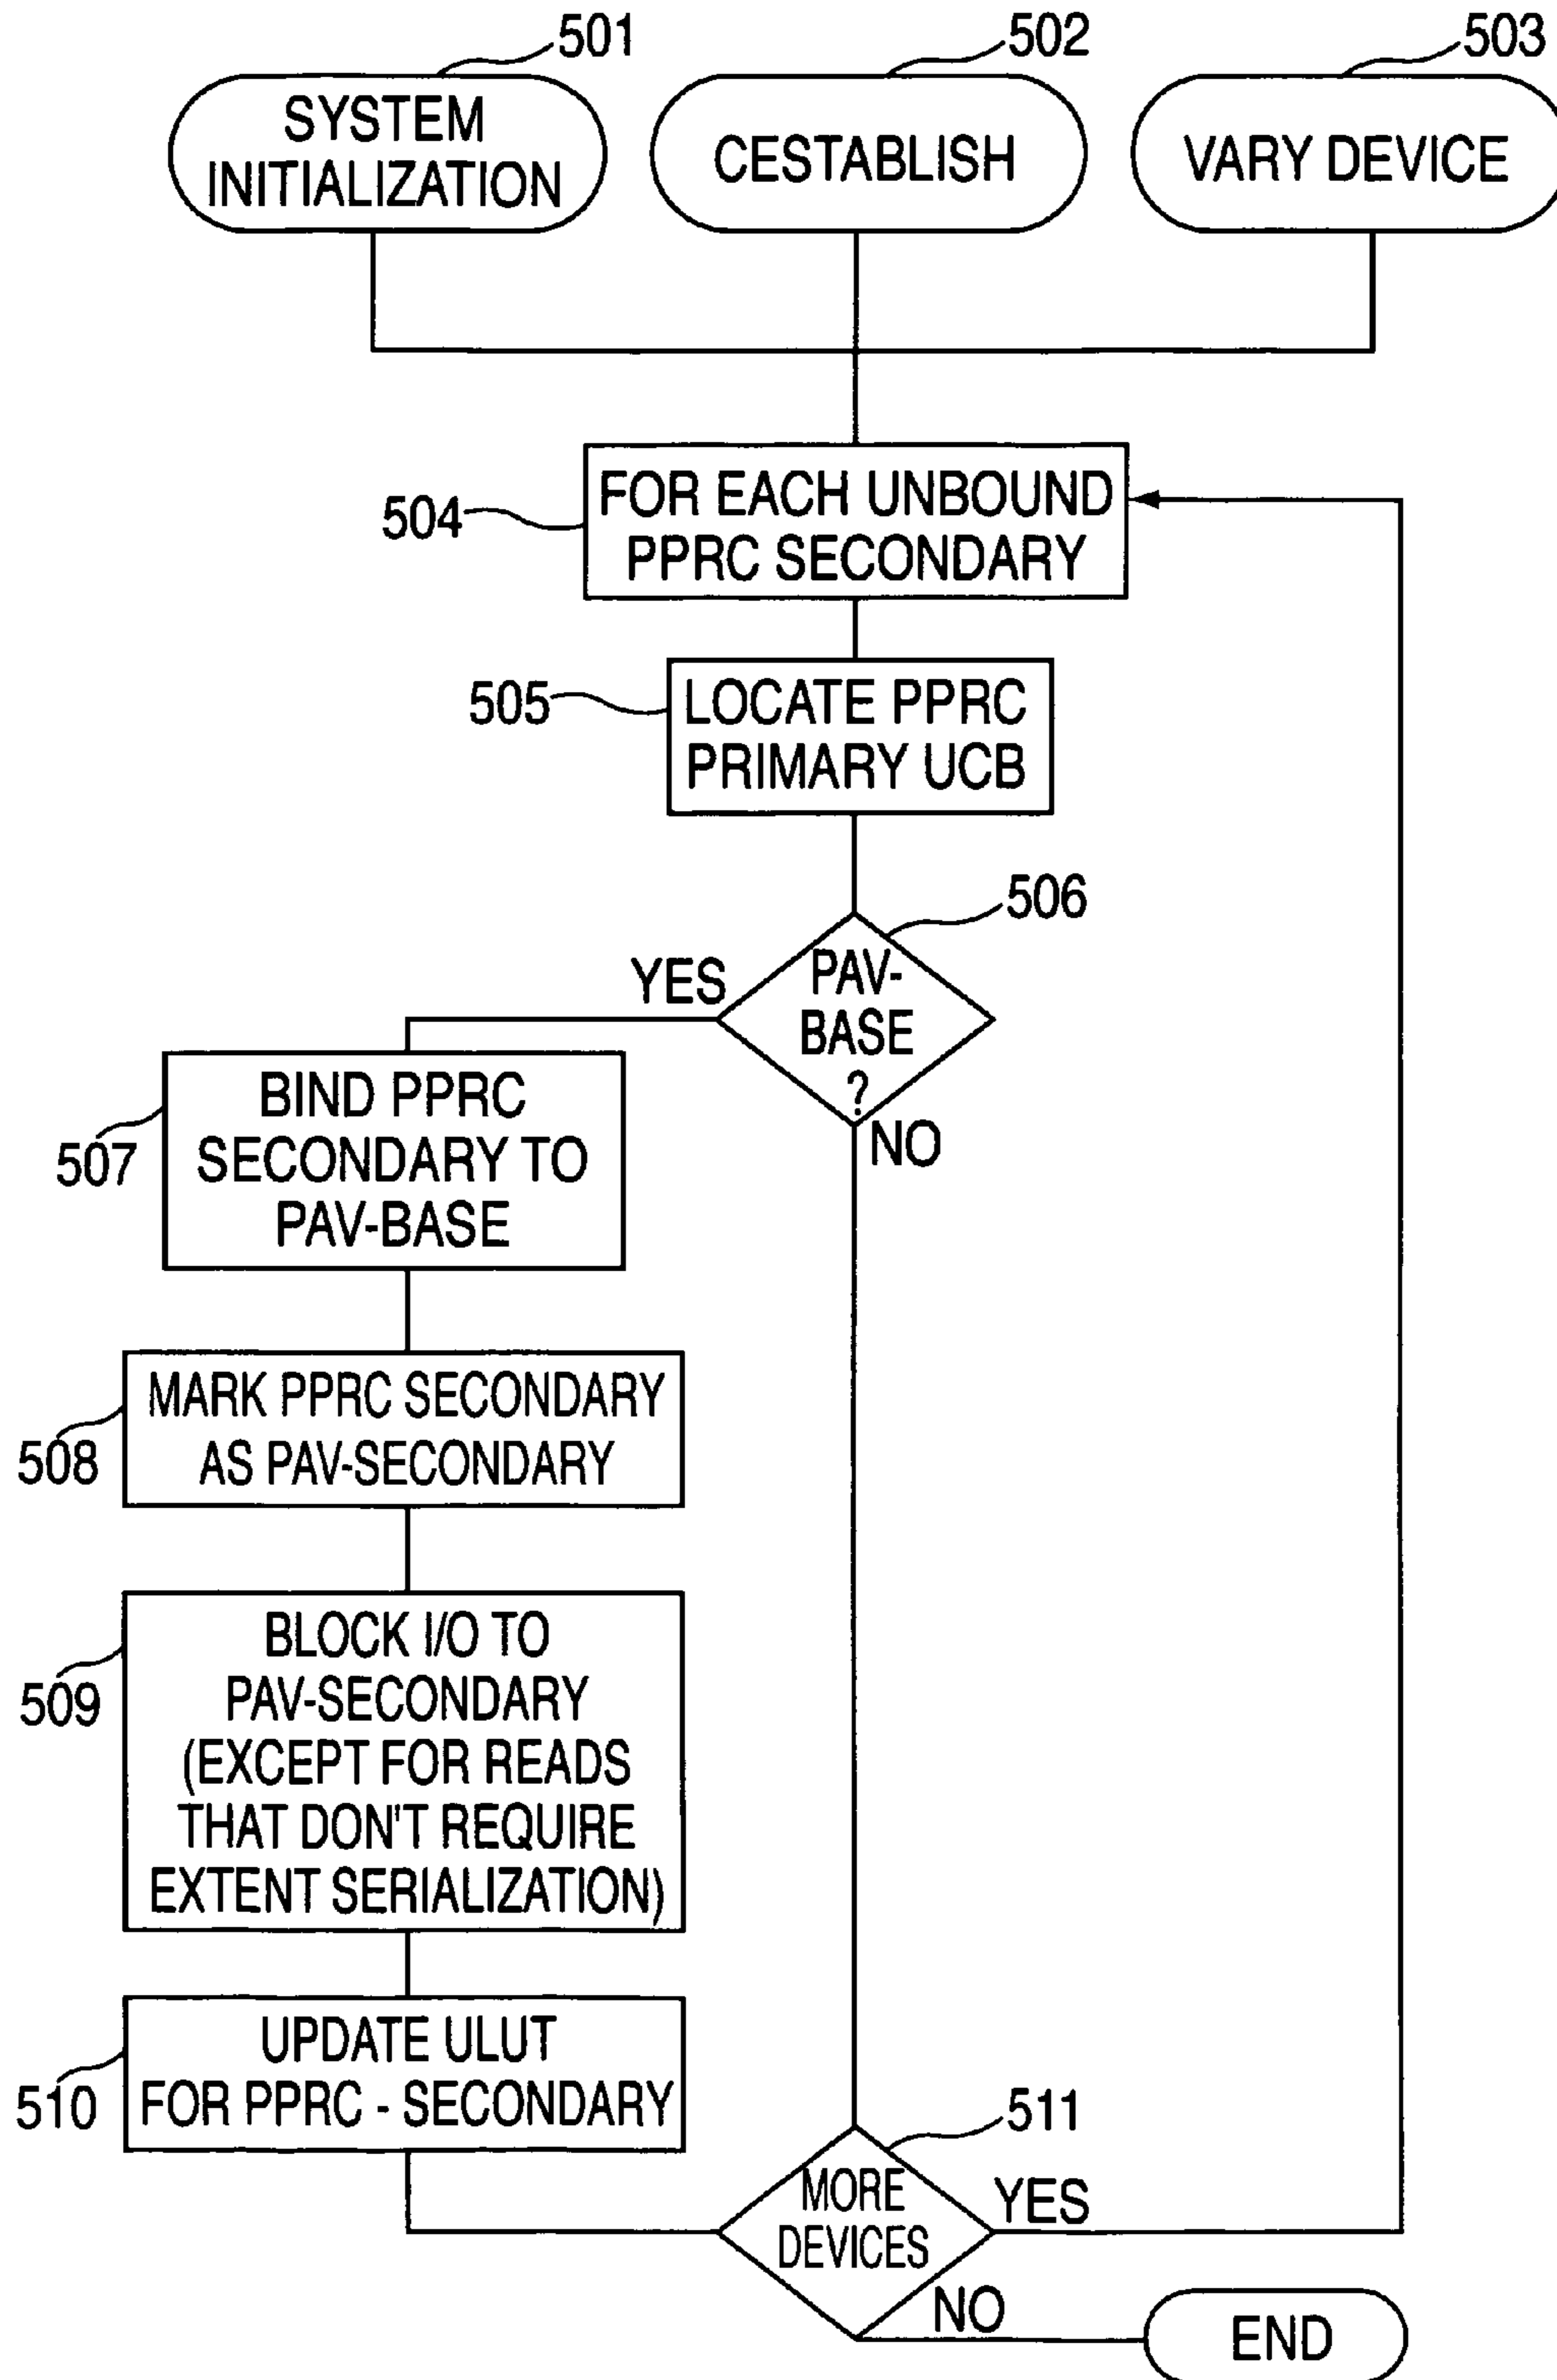 501
502
503
SYSTEM
INITIALIZATION
CESTABLISH
VARY DEVICE
504
FOR EACH UNBOUND
PPRC SECONDARY
505
LOCATE PPRC
PRIMARY UCB
506
YES
PAV-
BASE
?
NO
507
BIND PPRC
SECONDARY TO
PAV-BASE
508
MARK PPRC SECONDARY
AS PAV-SECONDARY
509
BLOCK I/O TO
PAV-SECONDARY
(EXCEPT FOR READS
THAT DON'T REQUIRE
EXTENT SERIALIZATION)
510
UPDATE ULUT
FOR PPRC - SECONDARY
511
MORE
DEVICES
YES
NO
END